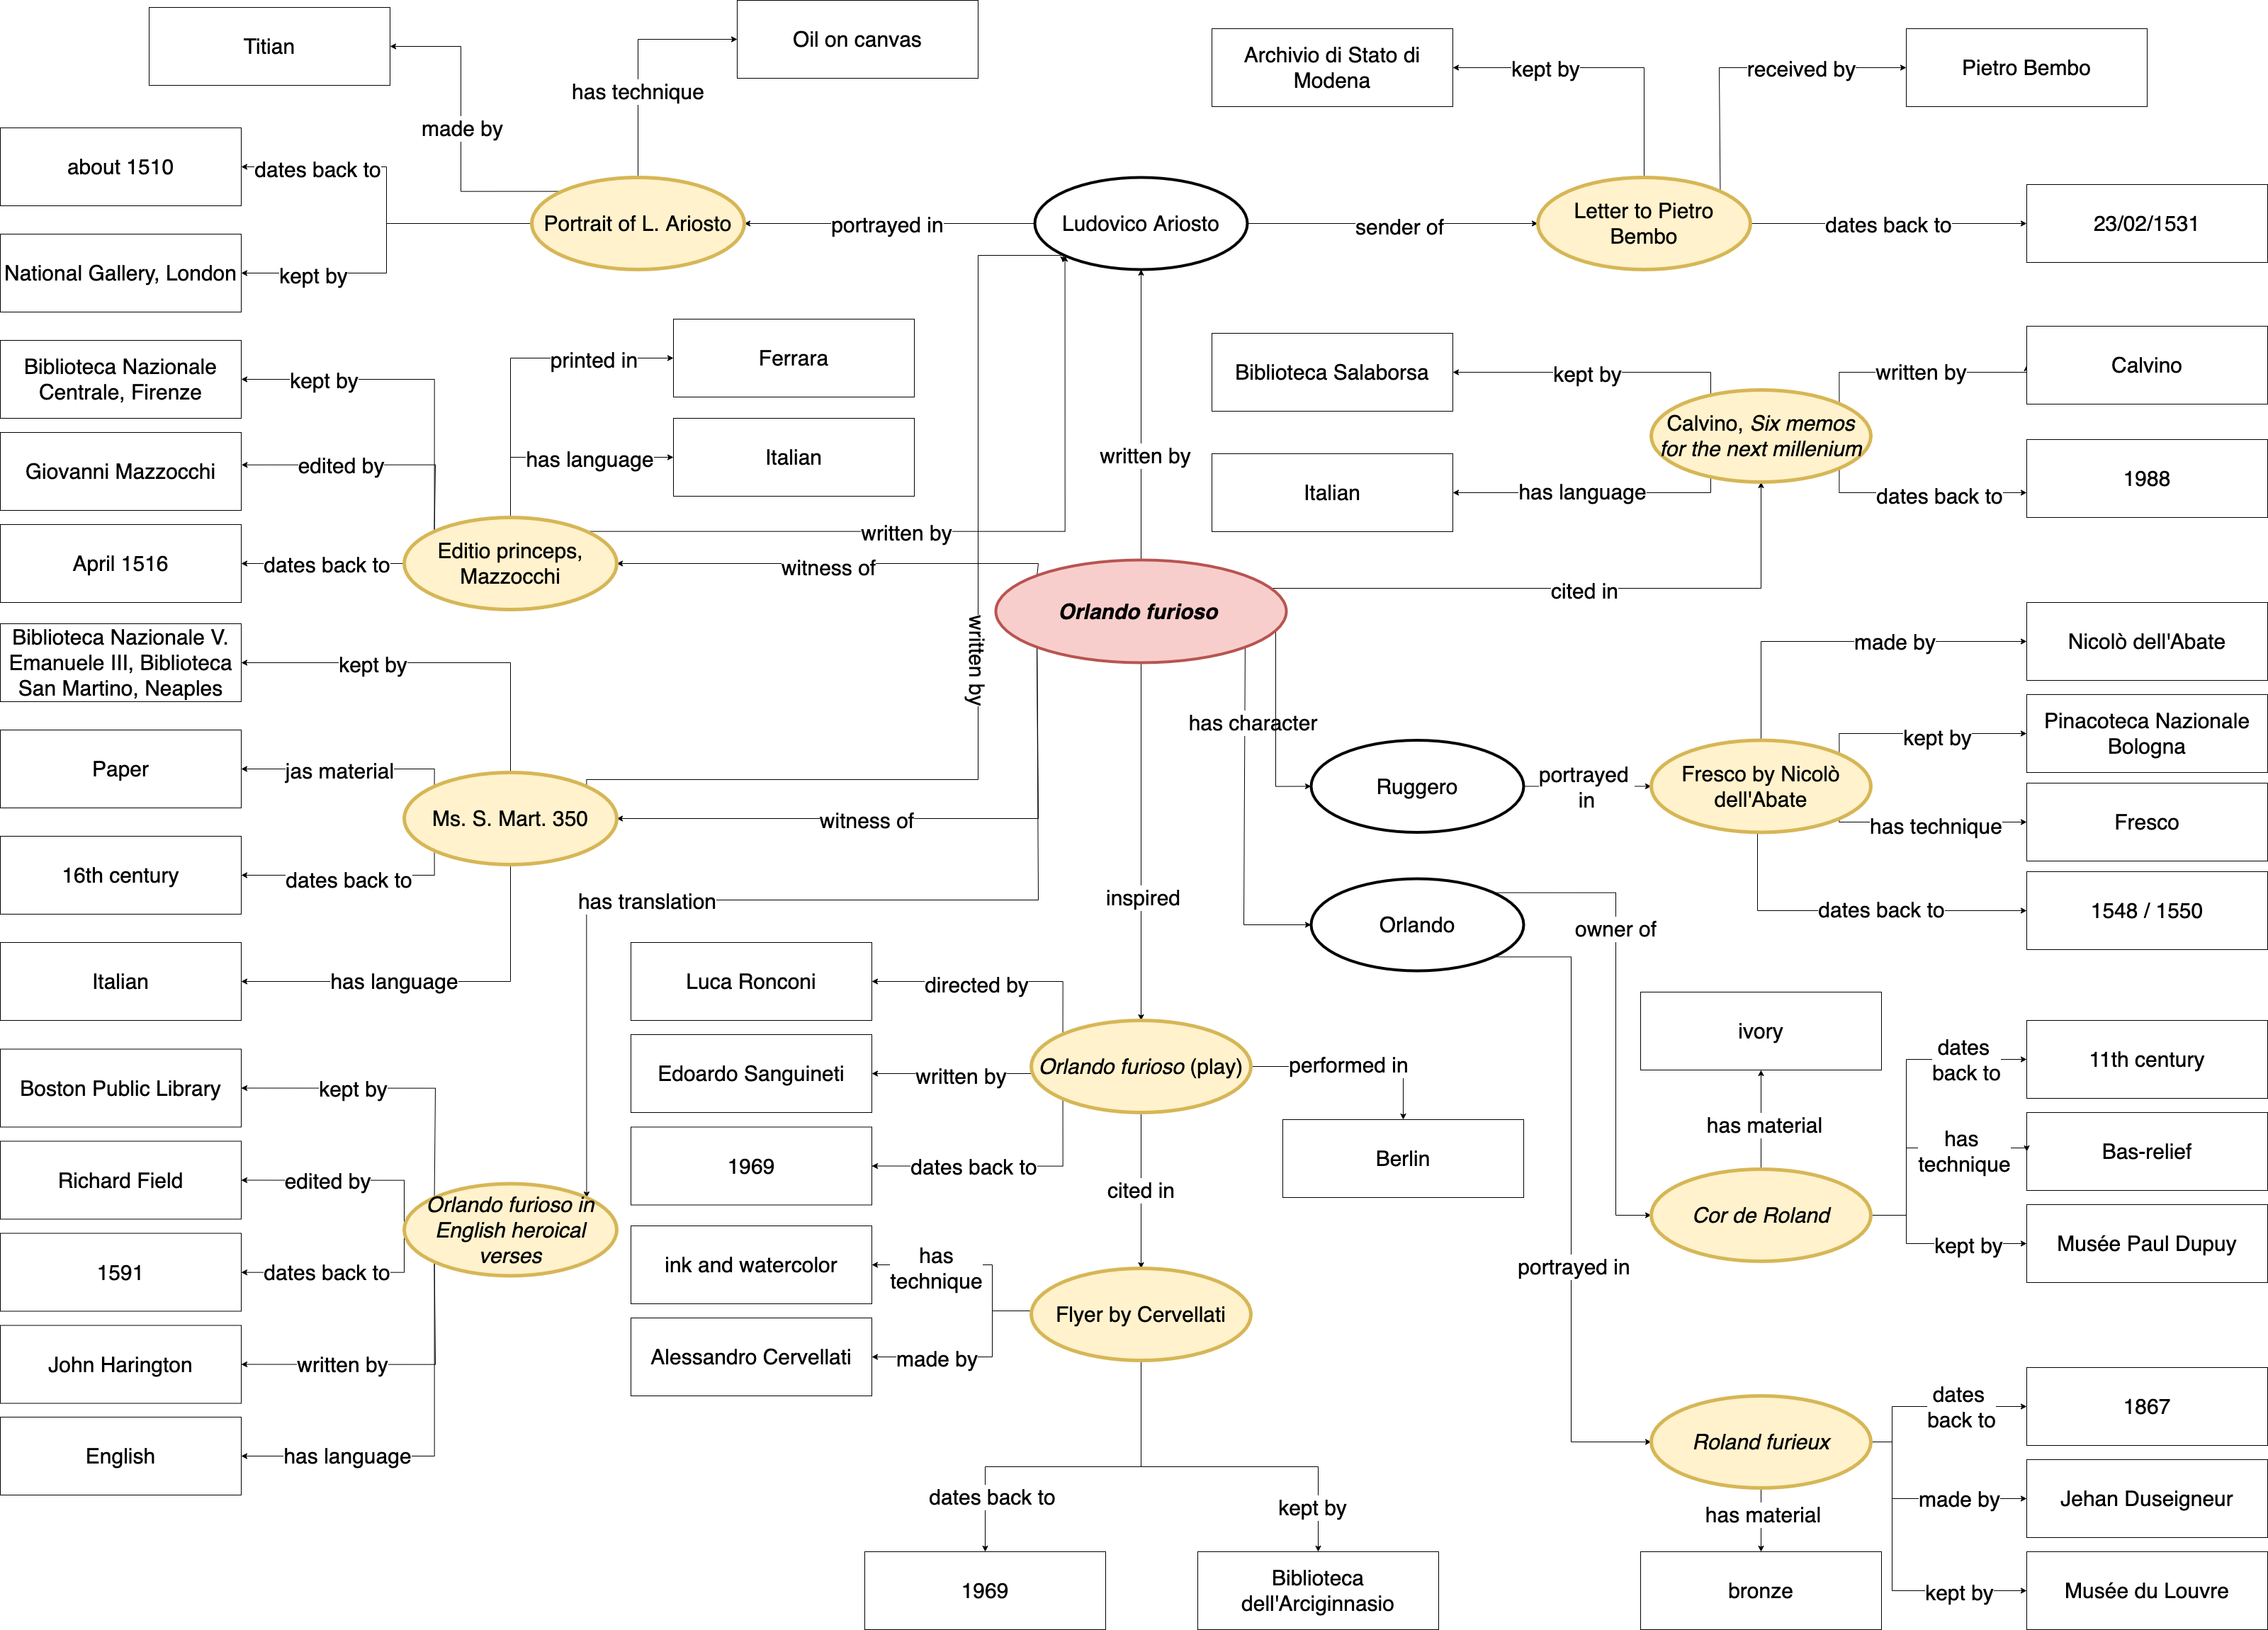 Titian
Oil on canvas
has technique
made by
about 1510
dates back to
National Gallery, London
kept by
Portrait of L. Ariosto
portrayed in
Ludovico Ariosto
sender of
Letter to Pietro
Bembo
Archivio di Stato di
Modena
kept by
received by
Pietro Bembo
dates back to
23/02/1531
Biblioteca Nazionale
Centrale, Firenze
kept by
Giovanni Mazzocchi
edited by
April 1516
dates back to
printed in
Ferrara
has language
Italian
Editio princeps,
Mazzocchi
written by
witness of
written by
written by
Biblioteca Salaborsa
kept by
Italian
has language
Calvino, Six memos
for the next millenium
written by
Calvino
dates back to
1988
Orlando furioso
cited in
Biblioteca Nazionale V.
Emanuele III, Biblioteca
San Martino, Neaples
kept by
Paper
jas material
16th century
dates back to
Italian
has language
Ms. S. Mart. 350
witness of
has translation
inspired
has character
Ruggero
portrayed
in
Fresco by Nicolò
dell'Abate
made by
Nicolò dell'Abate
kept by
Pinacoteca Nazionale
Bologna
has technique
Fresco
dates back to
1548 / 1550
Orlando
owner of
portrayed in
Luca Ronconi
directed by
Edoardo Sanguineti
written by
1969
dates back to
Orlando furioso (play)
performed in
Berlin
cited in
ivory
has material
Cor de Roland
dates
back to
11th century
has
technique
Bas-relief
kept by
Musée Paul Dupuy
Boston Public Library
kept by
Richard Field
edited by
1591
dates back to
John Harington
written by
English
has language
Orlando furioso in
English heroical
verses
ink and watercolor
has
technique
Alessandro Cervellati
made by
Flyer by Cervellati
dates back to
1969
kept by
Biblioteca
dell'Arciginnasio
Roland furieux
dates
back to
1867
made by
Jehan Duseigneur
kept by
Musée du Louvre
has material
bronze